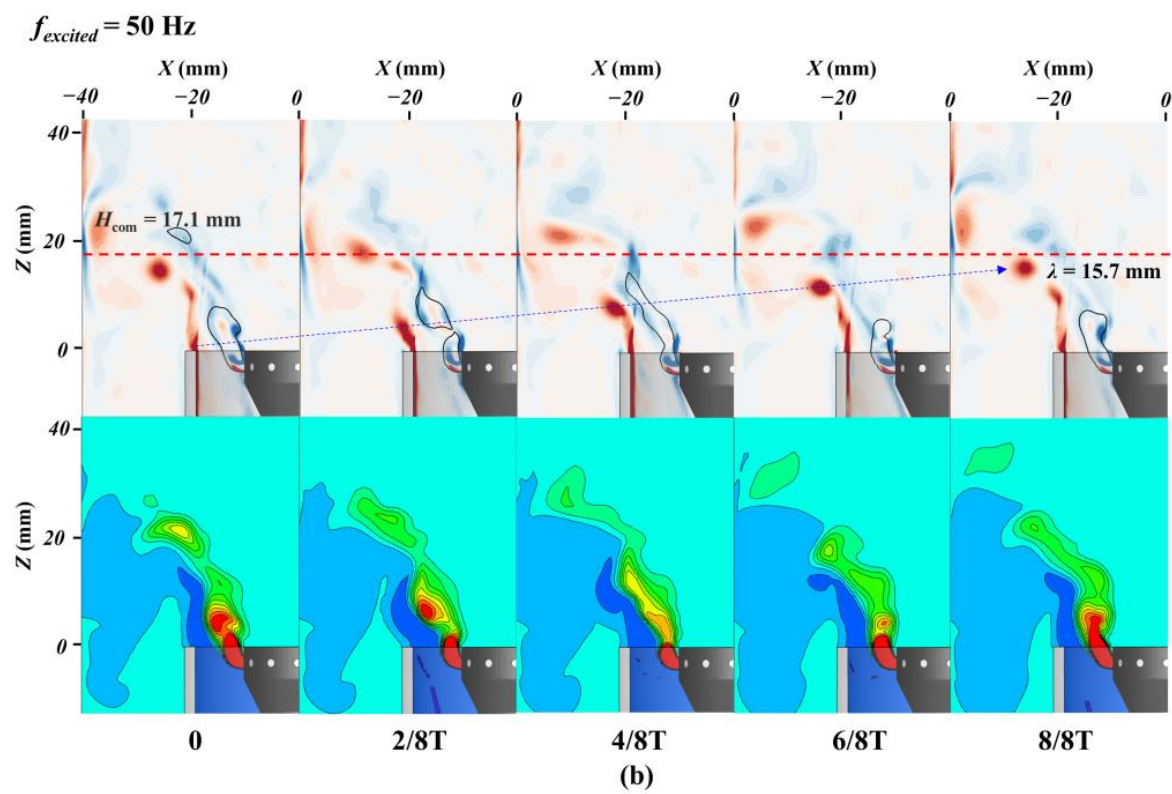 f_excited = 50 Hz
X (mm) X (mm) X (mm) X (mm) X (mm)
−40 −20 0 −20 0 −20 0 −20 0 −20 0
40
H_com = 17.1 mm
20
Z (mm)
λ = 15.7 mm
0
40
20
Z (mm)
0
0 2/8T 4/8T 6/8T 8/8T
(b)